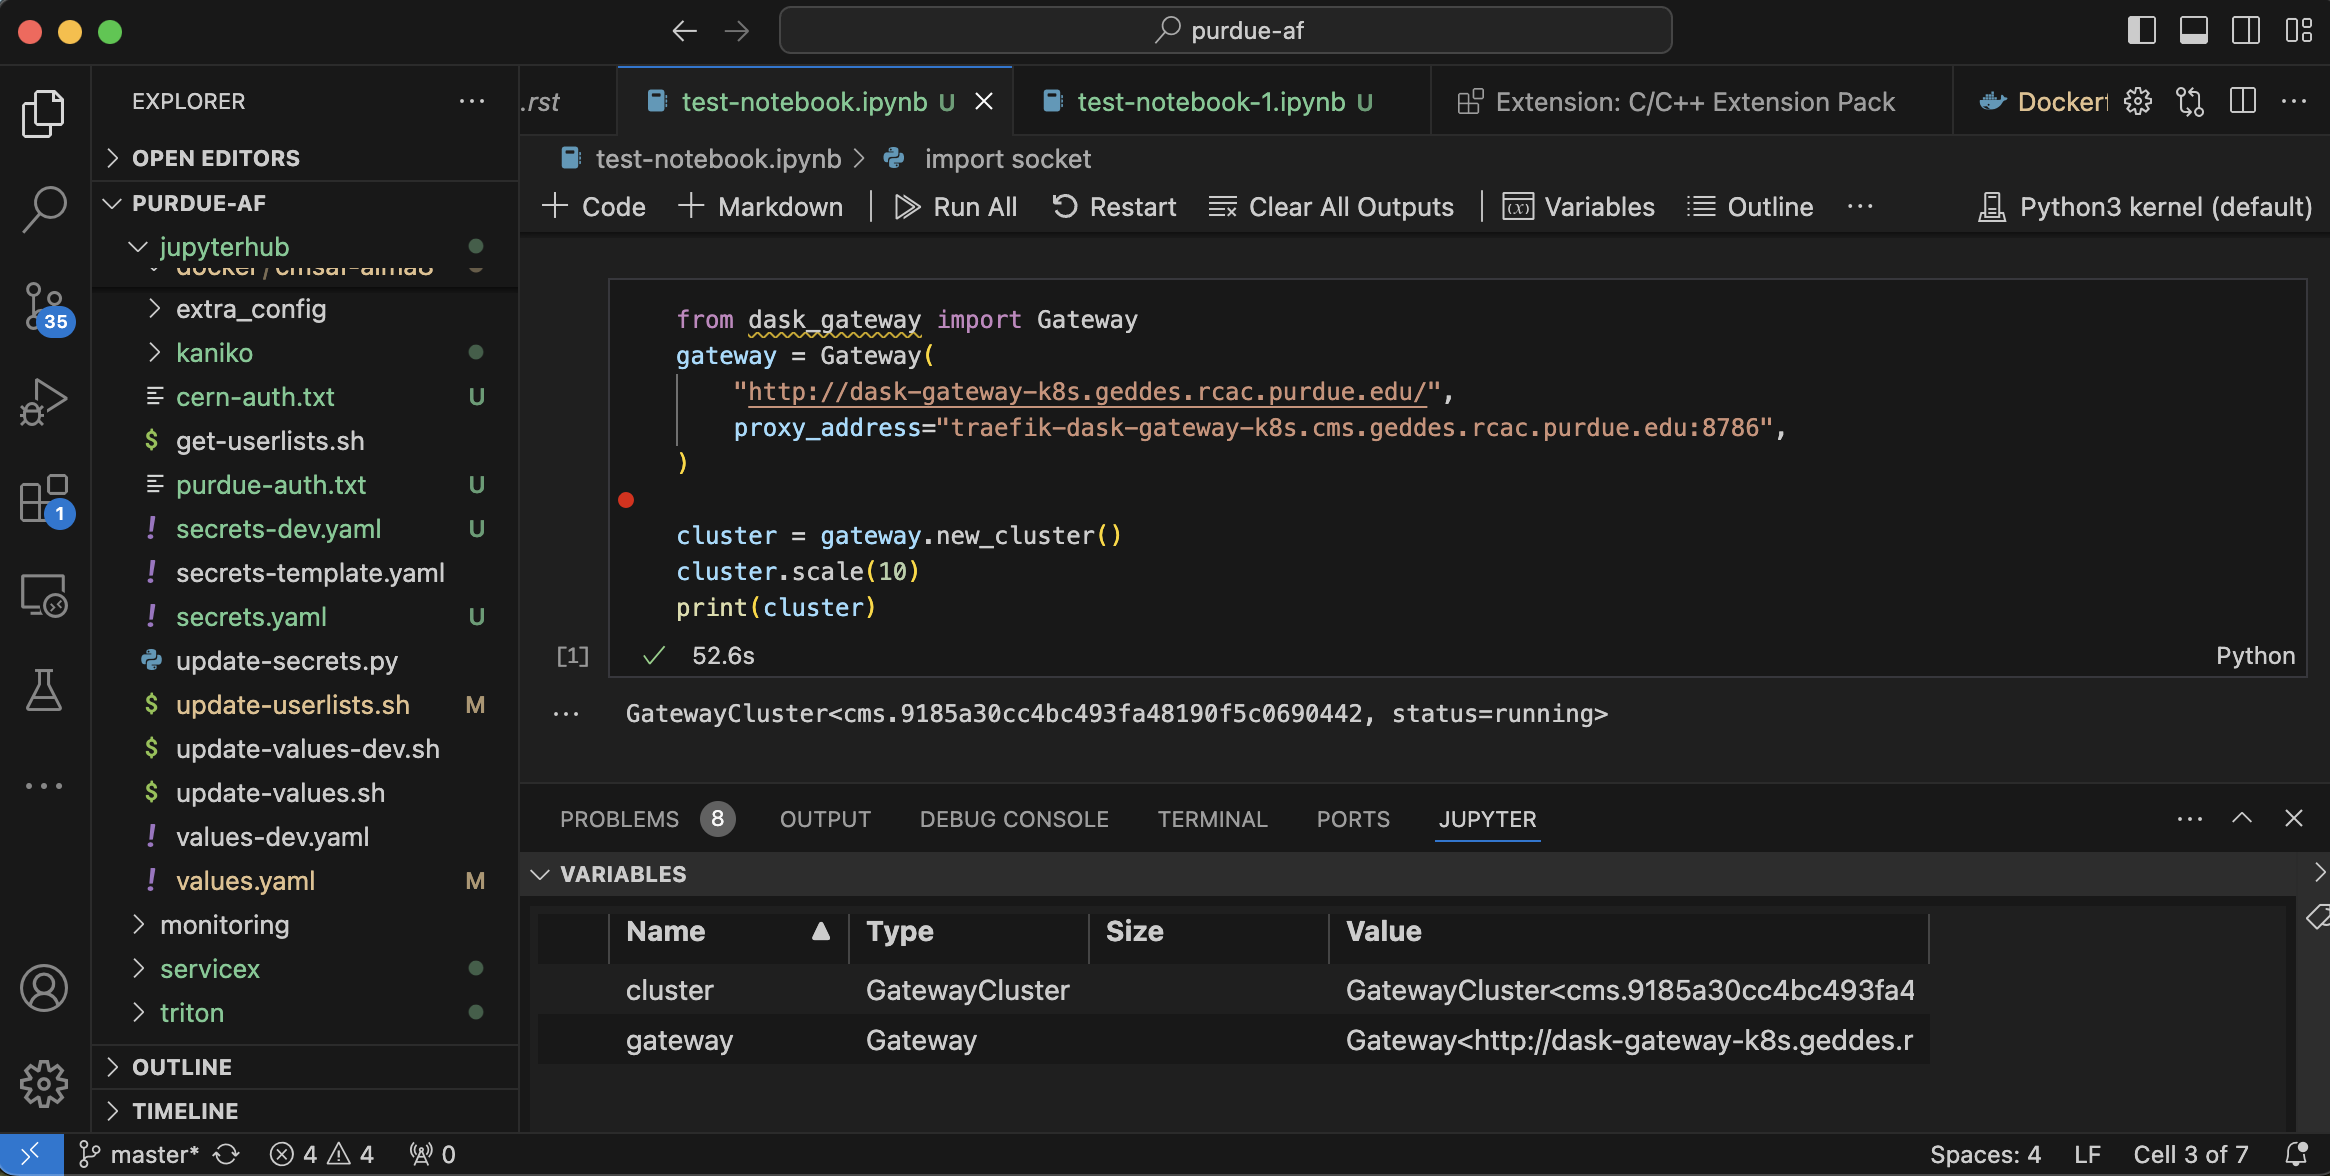 purdue-af
EXPLORER
.rst
test-notebook.ipynb U
test-notebook-1.ipynb U
Extension: C/C++ Extension Pack
Dockerf
OPEN EDITORS
PURDUE-AF
jupyterhub
docker/cmsaf-alma8
extra_config
kaniko
cern-auth.txt U
get-userlists.sh
purdue-auth.txt U
secrets-dev.yaml U
secrets-template.yaml
secrets.yaml U
update-secrets.py
update-userlists.sh M
update-values-dev.sh
update-values.sh
values-dev.yaml
values.yaml M
monitoring
servicex
triton
OUTLINE
TIMELINE
35
1
test-notebook.ipynb > import socket
+ Code + Markdown | Run All Restart Clear All Outputs | Variables Outline ... Python3 kernel (default)
from dask_gateway import Gateway
gateway = Gateway(
"http://dask-gateway-k8s.geddes.rcac.purdue.edu/",
proxy_address="traefik-dask-gateway-k8s.cms.geddes.rcac.purdue.edu:8786",
)
cluster = gateway.new_cluster()
cluster.scale(10)
print(cluster)
[1] ✓ 52.6s Python
GatewayCluster<cms.9185a30cc4bc493fa48190f5c0690442, status=running>
PROBLEMS 8 OUTPUT DEBUG CONSOLE TERMINAL PORTS JUPYTER
VARIABLES
Name Type Size Value
cluster GatewayCluster GatewayCluster<cms.9185a30cc4bc493fa4
gateway Gateway Gateway<http://dask-gateway-k8s.geddes.r
master* 4 4 0 Spaces: 4 LF Cell 3 of 7